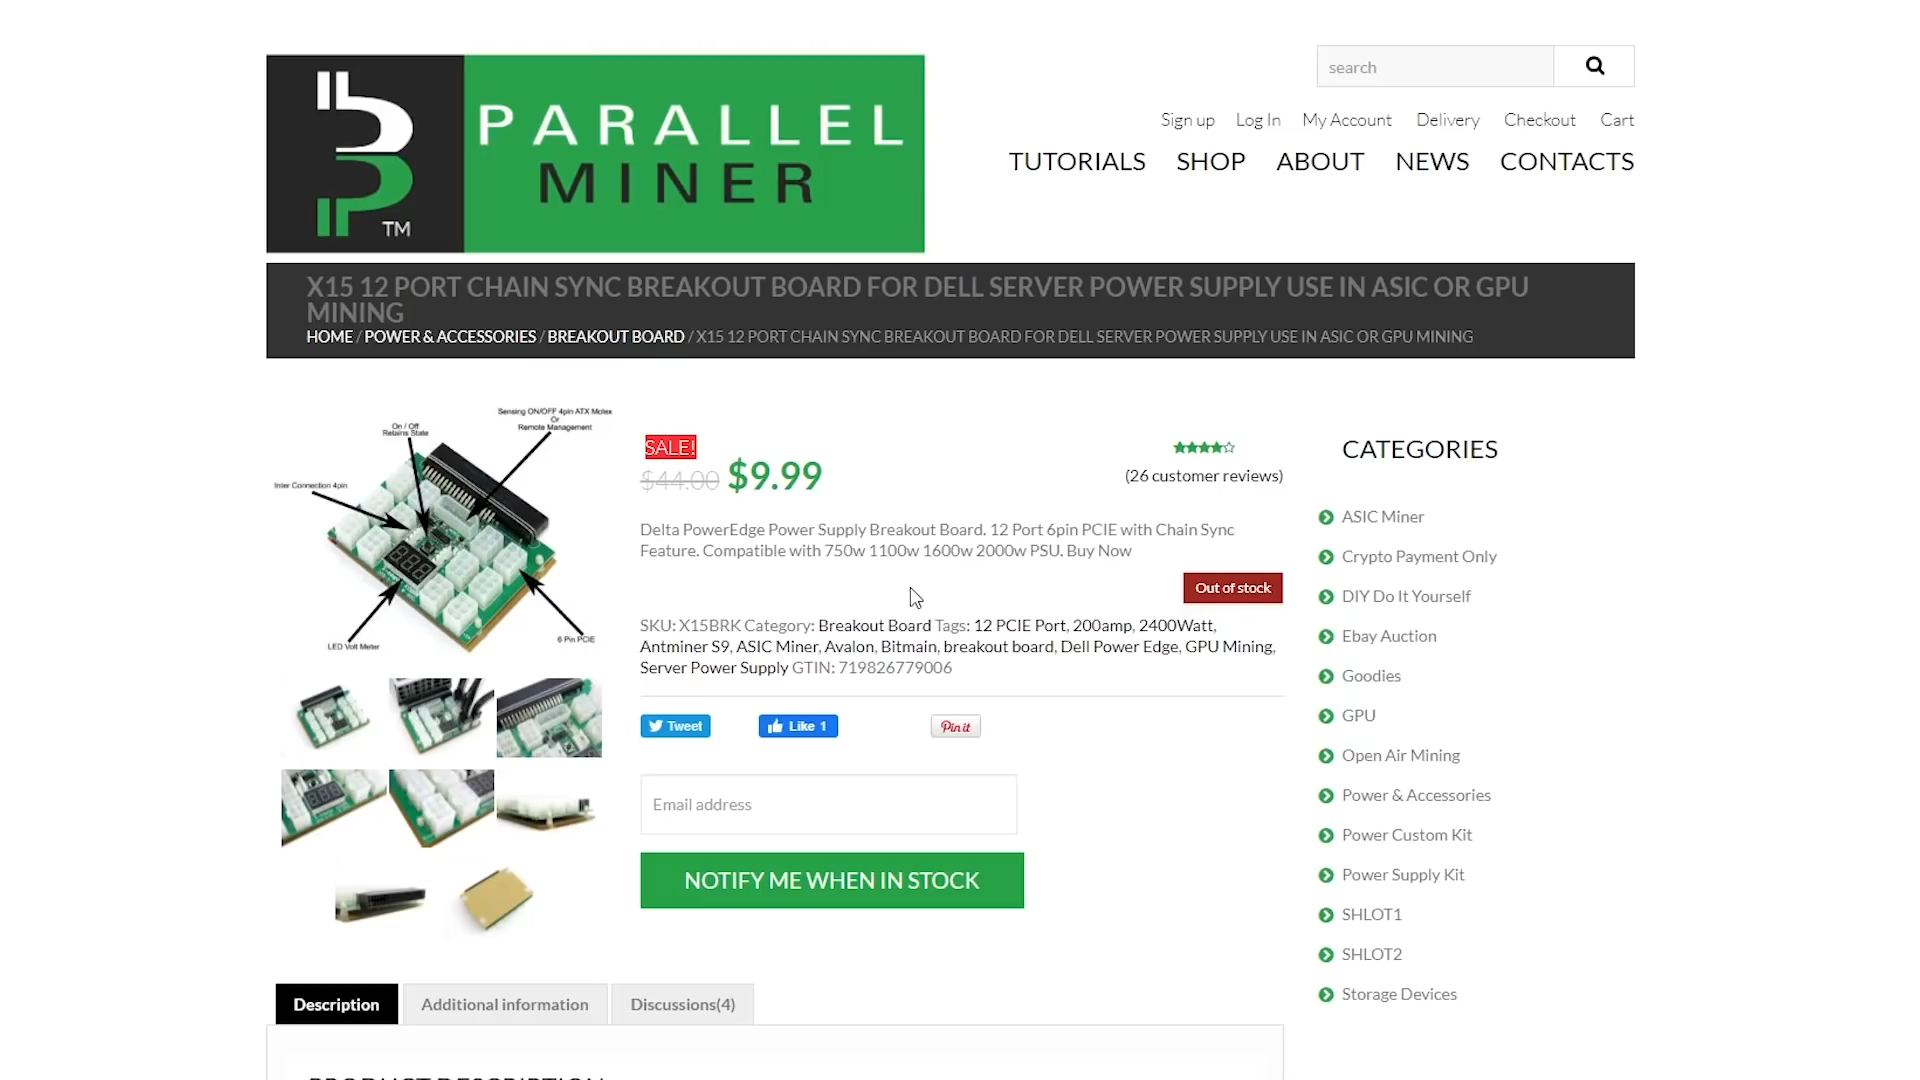 search
PARALLEL
MINER
TM
Sign up Log In My Account Delivery Checkout Cart
TUTORIALS SHOP ABOUT NEWS CONTACTS
X15 12 PORT CHAIN SYNC BREAKOUT BOARD FOR DELL SERVER POWER SUPPLY USE IN ASIC OR GPU
MINING
HOME / POWER & ACCESSORIES / BREAKOUT BOARD / X15 12 PORT CHAIN SYNC BREAKOUT BOARD FOR DELL SERVER POWER SUPPLY USE IN ASIC OR GPU MINING
Sensing ON/OFF 4pin ATX Molex
Or
Remote Management
On / Off
Retains State
Inter Connection 4pin
LED Volt Meter
6 Pin PCIE
SALE!
$44.00 $9.99
(26 customer reviews)
Delta PowerEdge Power Supply Breakout Board. 12 Port 6pin PCIE with Chain Sync
Feature. Compatible with 750w 1100w 1600w 2000w PSU. Buy Now
Out of stock
SKU: X15BRK Category: Breakout Board Tags: 12 PCIE Port, 200amp, 2400Watt,
Antminer S9, ASIC Miner, Avalon, Bitmain, breakout board, Dell Power Edge, GPU Mining,
Server Power Supply GTIN: 719826779006
Tweet
Like 1
Pin it
Email address
NOTIFY ME WHEN IN STOCK
CATEGORIES
ASIC Miner
Crypto Payment Only
DIY Do It Yourself
Ebay Auction
Goodies
GPU
Open Air Mining
Power & Accessories
Power Custom Kit
Power Supply Kit
SHLOT1
SHLOT2
Storage Devices
Description Additional information Discussions(4)
PRODUCT DESCRIPTION